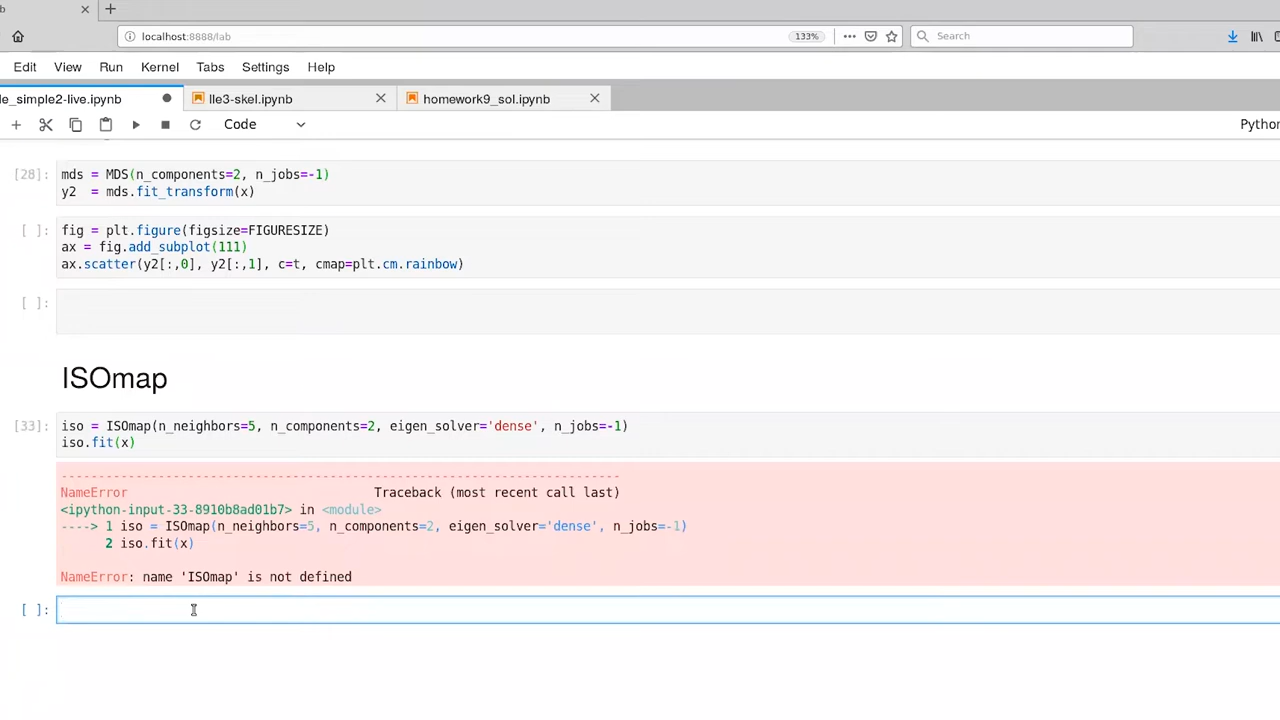 b
localhost:8888/lab
133%
Search
Edit View Run Kernel Tabs Settings Help
le_simple2-live.ipynb
lle3-skel.ipynb
homework9_sol.ipynb
Code
Python
[28]:
mds = MDS(n_components=2, n_jobs=-1)
y2  = mds.fit_transform(x)
[ ]:
fig = plt.figure(figsize=FIGURESIZE)
ax = fig.add_subplot(111)
ax.scatter(y2[:,0], y2[:,1], c=t, cmap=plt.cm.rainbow)
[ ]:
ISOmap
[33]:
iso = ISOmap(n_neighbors=5, n_components=2, eigen_solver='dense', n_jobs=-1)
iso.fit(x)
---------------------------------------------------------------------------
NameError                                 Traceback (most recent call last)
<ipython-input-33-8910b8ad01b7> in <module>
----> 1 iso = ISOmap(n_neighbors=5, n_components=2, eigen_solver='dense', n_jobs=-1)
      2 iso.fit(x)
NameError: name 'ISOmap' is not defined
[ ]: